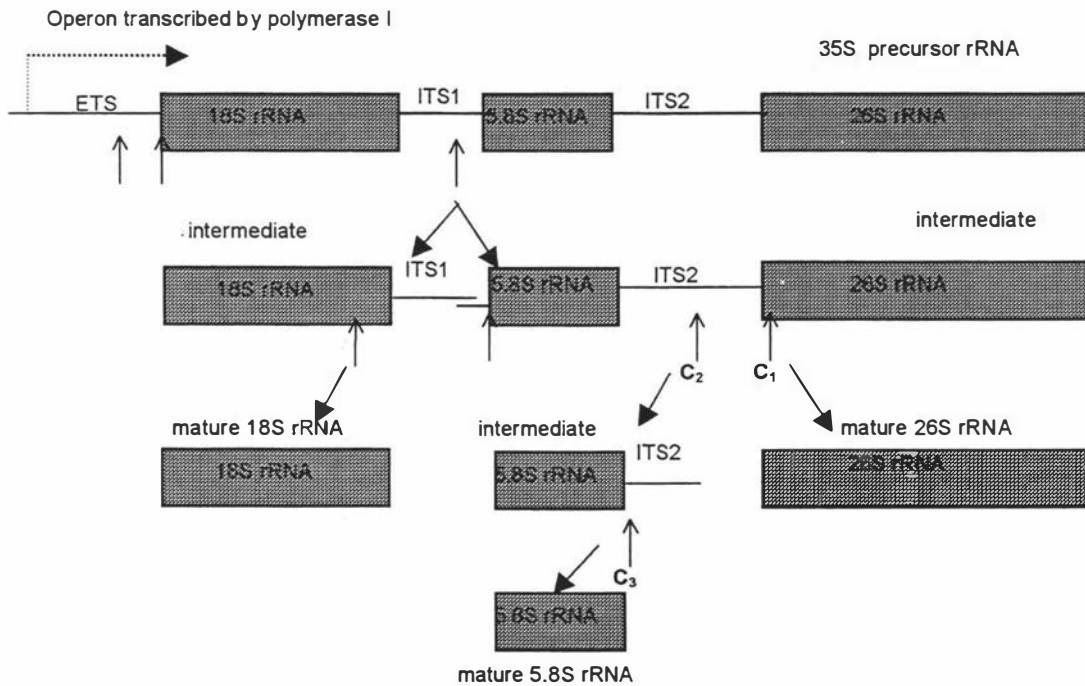 Operon transcribed by polymerase I
35S precursor rRNA
ETS
18S rRNA
ITS1
5.8S rRNA
ITS2
26S rRNA
intermediate
intermediate
18S rRNA
ITS1
5.8S rRNA
ITS2
26S rRNA
C₂
C₁
mature 18S rRNA
intermediate
mature 26S rRNA
18S rRNA
5.8S rRNA
ITS2
26S rRNA
C₃
5.8S rRNA
mature 5.8S rRNA